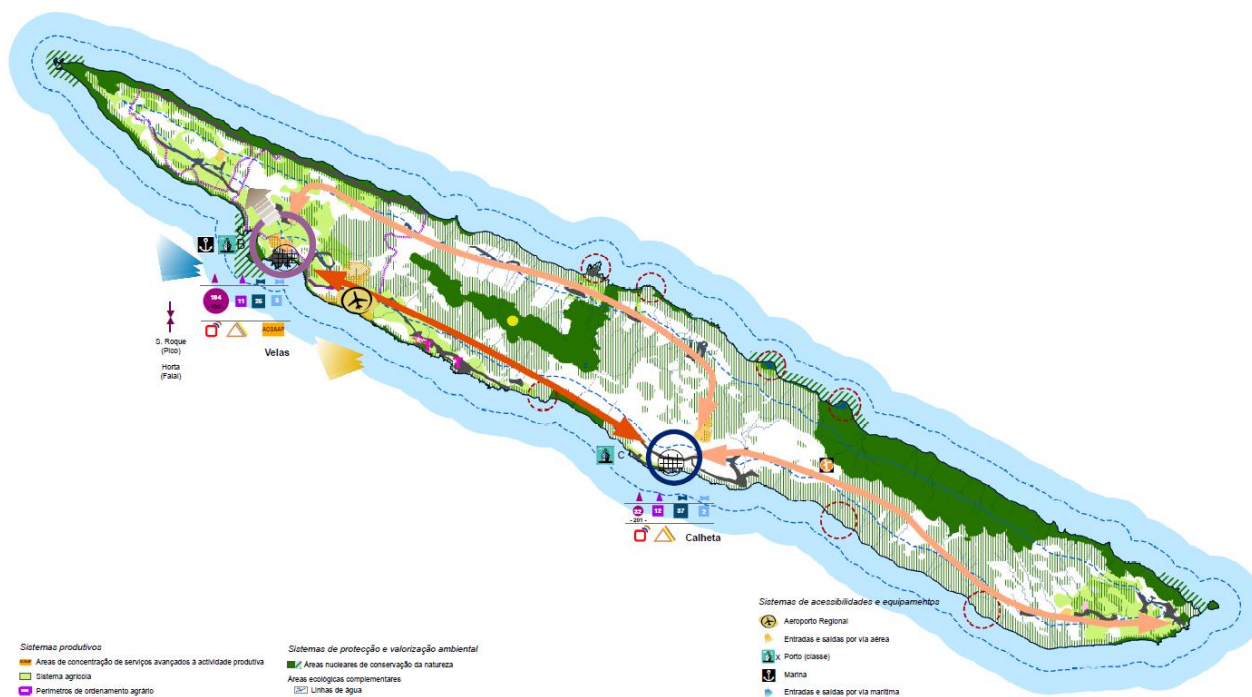 B
194
11
26
8
ACSAAP
S. Roque
(Pico)
Horta
(Faial)
Velas
C
32
12
37
2
- 201 -
Calheta
Sistemas de acessibilidades e equipamentos
Aeroporto Regional
Entradas e saídas por via aérea
x Porto (classe)
Marina
Entradas e saídas por via marítima
Sistemas produtivos
Áreas de concentração de serviços avançados à actividade produtiva
Sistema agrícola
Perímetros de ordenamento agrário
Sistemas de protecção e valorização ambiental
Áreas nucleares de conservação da natureza
Áreas ecológicas complementares
Linhas de água